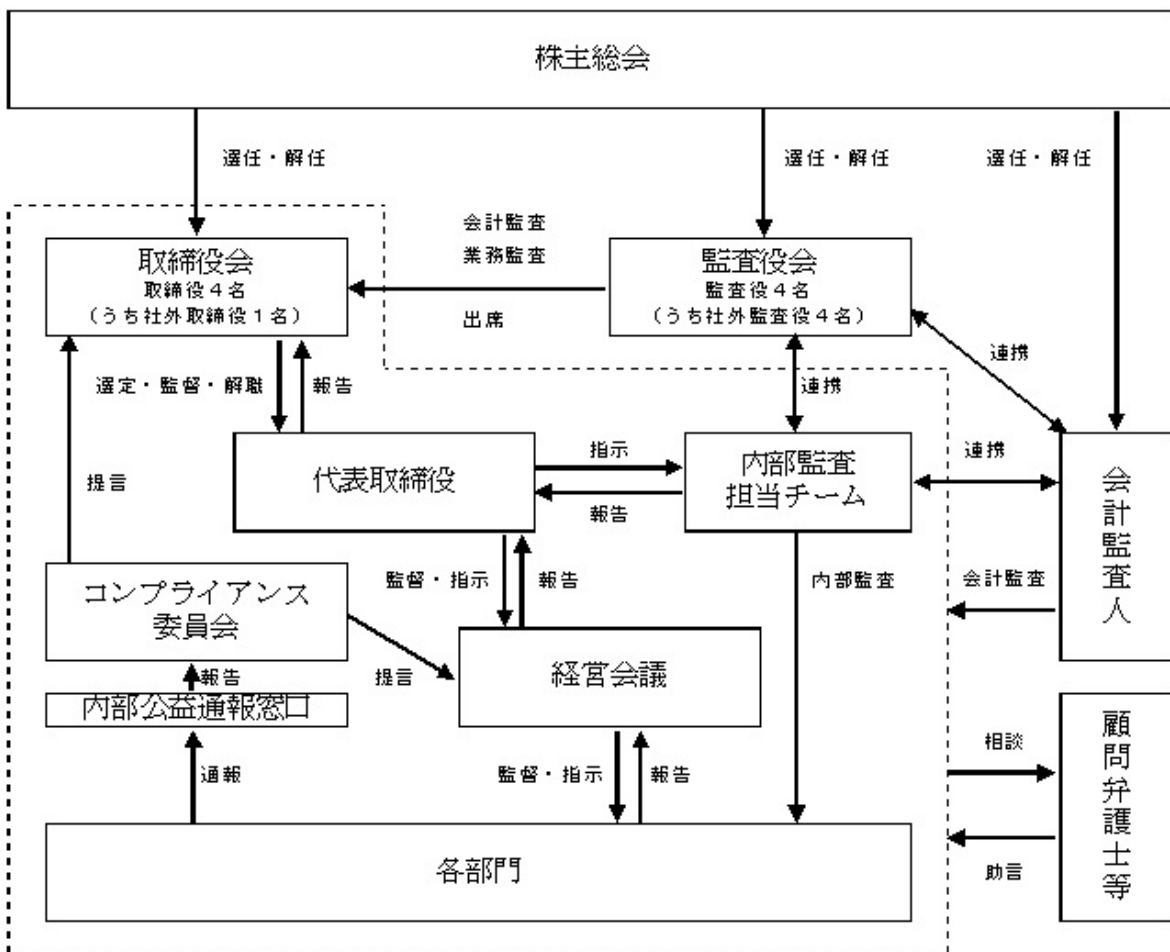 株主総会
選任・解任
選任・解任
選任・解任
会計監査
業務監査
取締役会
取締役4名
(うち社外取締役1名)
監査役会
監査役4名
(うち社外監査役4名)
出席
連携
選定・監督・解職
報告
連携
代表取締役
指示
報告
内部監査
担当チーム
連携
会計監査人
提言
監督・指示
報告
内部監査
会計監査
コンプライアンス
委員会
提言
経営会議
報告
内部公益通報窓口
通報
監督・指示
報告
相談
顧問弁護士等
助言
各部門